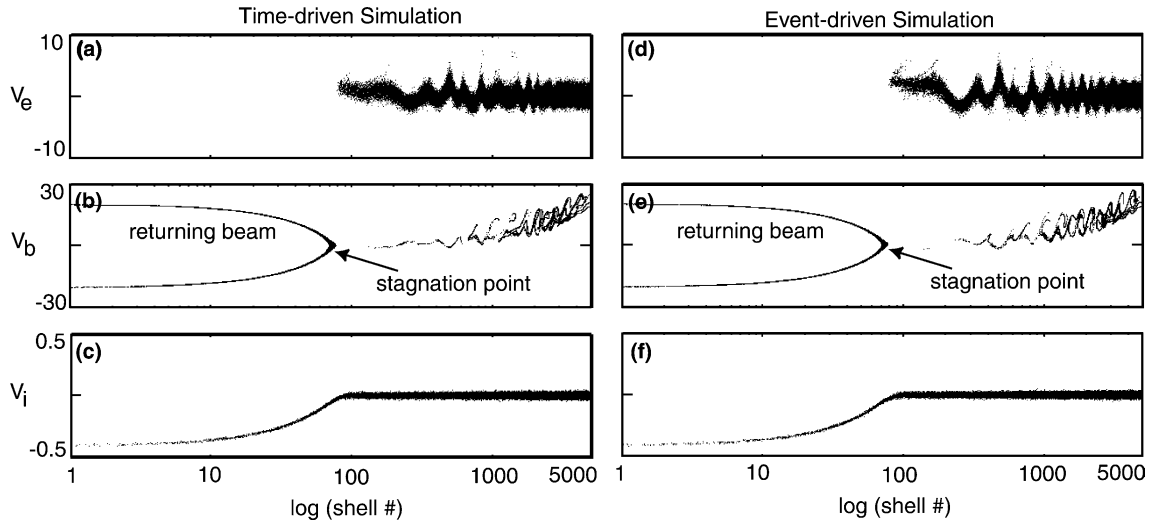 Time-driven Simulation
Event-driven Simulation
10
(a)
(d)
Ve
-10
30
(b)
(e)
returning beam
returning beam
Vb
stagnation point
stagnation point
-30
0.5
(c)
(f)
Vi
-0.5
1 10 100 1000 5000
1 10 100 1000 5000
log (shell #)
log (shell #)